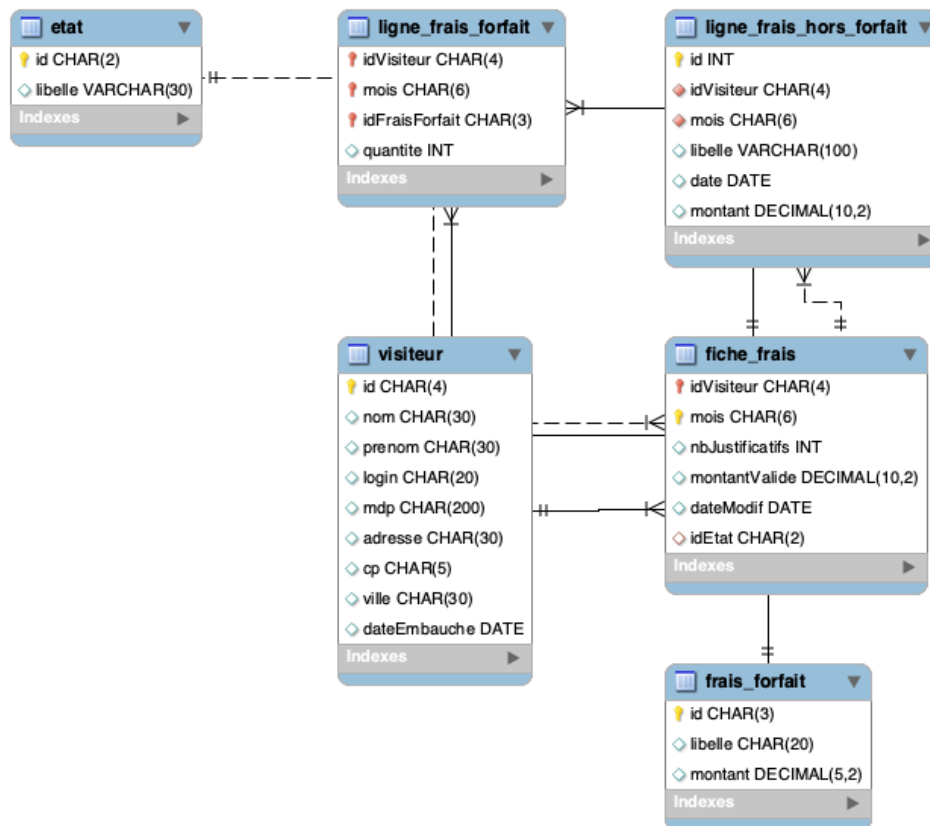 etat
id CHAR(2)
libelle VARCHAR(30)
Indexes
ligne_frais_forfait
idVisiteur CHAR(4)
mois CHAR(6)
idFraisForfait CHAR(3)
quantite INT
Indexes
ligne_frais_hors_forfait
id INT
idVisiteur CHAR(4)
mois CHAR(6)
libelle VARCHAR(100)
date DATE
montant DECIMAL(10,2)
Indexes
visiteur
id CHAR(4)
nom CHAR(30)
prenom CHAR(30)
login CHAR(20)
mdp CHAR(200)
adresse CHAR(30)
cp CHAR(5)
ville CHAR(30)
dateEmbauche DATE
Indexes
fiche_frais
idVisiteur CHAR(4)
mois CHAR(6)
nbJustificatifs INT
montantValide DECIMAL(10,2)
dateModif DATE
idEtat CHAR(2)
Indexes
frais_forfait
id CHAR(3)
libelle CHAR(20)
montant DECIMAL(5,2)
Indexes